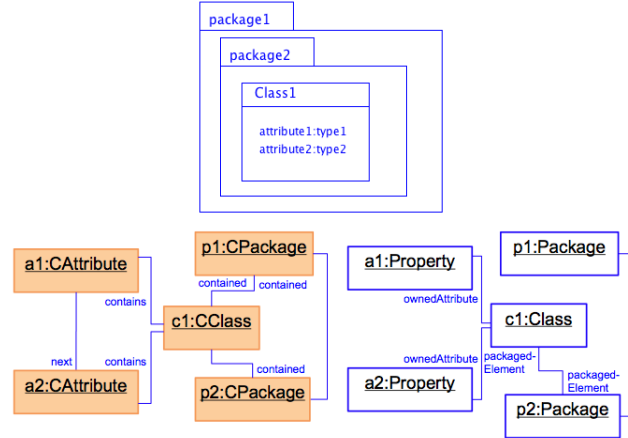 package1
package2
Class1
attribute1:type1
attribute2:type2
a1:CAttribute
p1:CPackage
a1:Property
p1:Package
contains
contained
contained
ownedAttribute
c1:CClass
c1:Class
next
contains
contained
ownedAttribute
packaged-
Element
packaged-
Element
a2:CAttribute
p2:CPackage
a2:Property
p2:Package